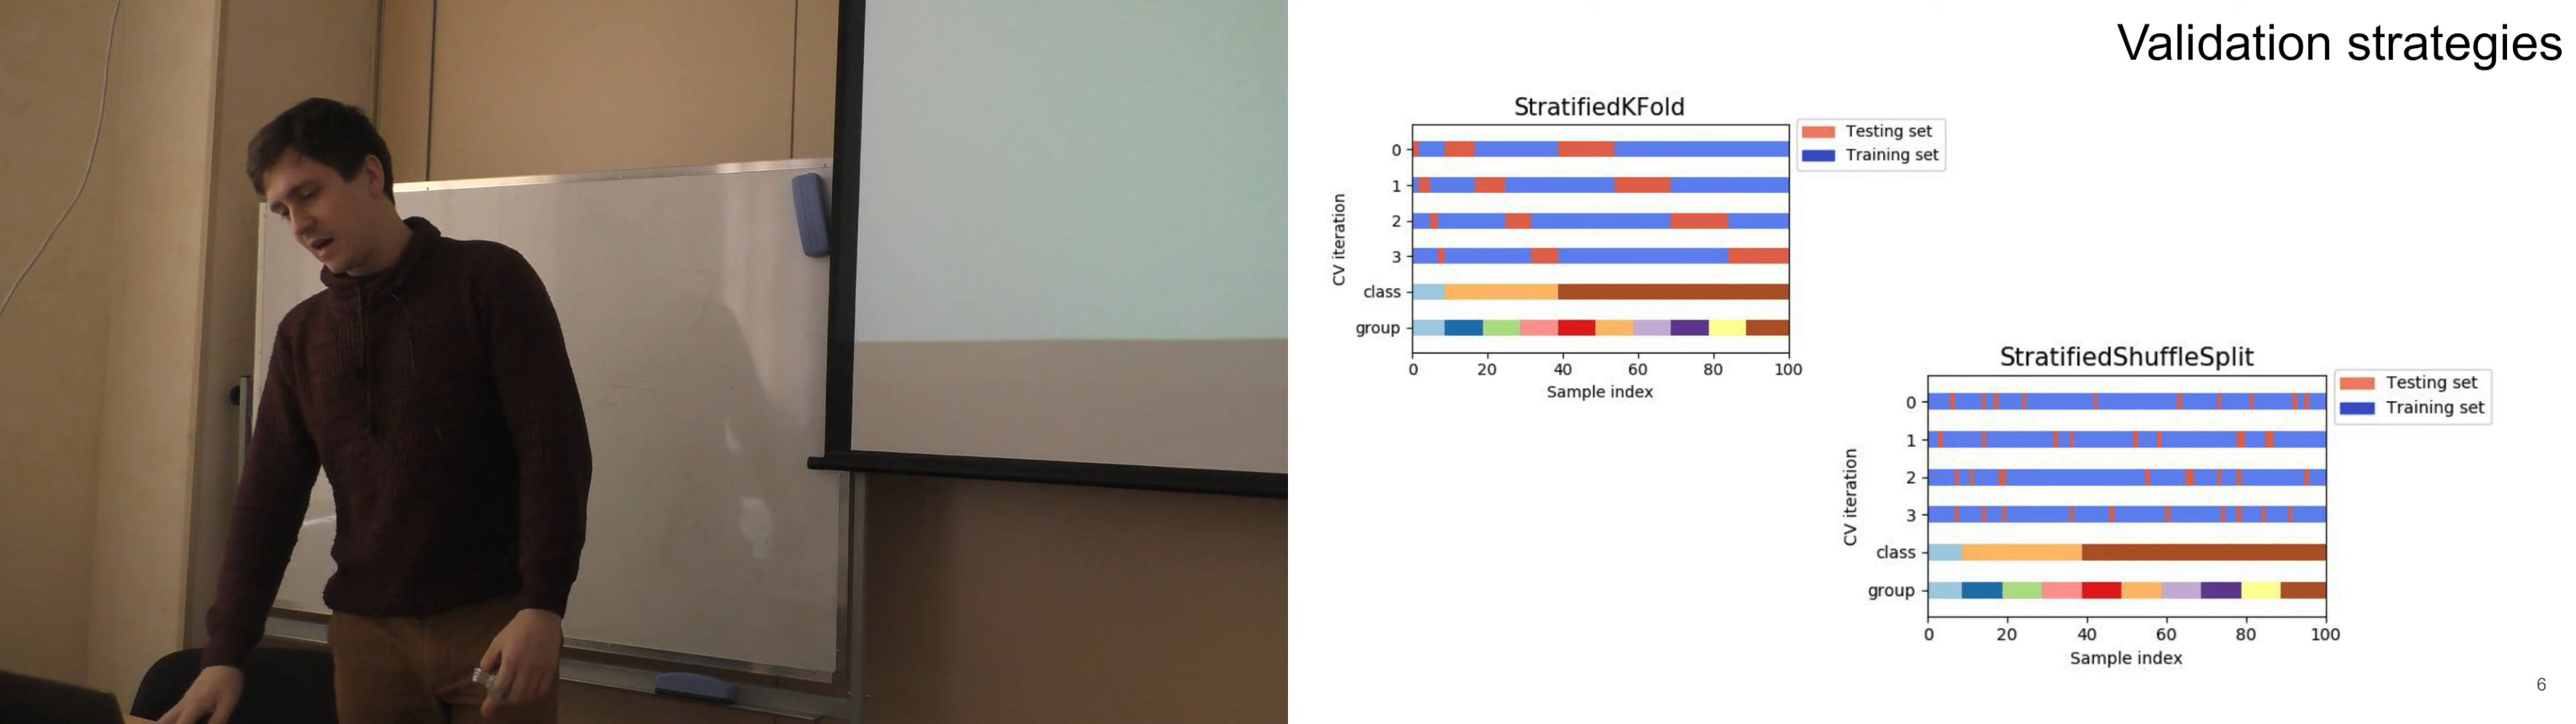 Validation strategies
StratifiedKFold
Testing set
Training set
CV iteration
0
1
2
3
class
group
0 20 40 60 80 100
Sample index
StratifiedShuffleSplit
Testing set
Training set
CV iteration
0
1
2
3
class
group
0 20 40 60 80 100
Sample index
6